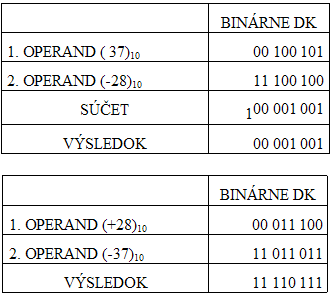 BINÁRNE DK
1. OPERAND ( 37)10 00 100 101
2. OPERAND (-28)10 11 100 100
SÚČET 100 001 001
VÝSLEDOK 00 001 001
BINÁRNE DK
1. OPERAND (+28)10 00 011 100
2. OPERAND (-37)10 11 011 011
VÝSLEDOK 11 110 111